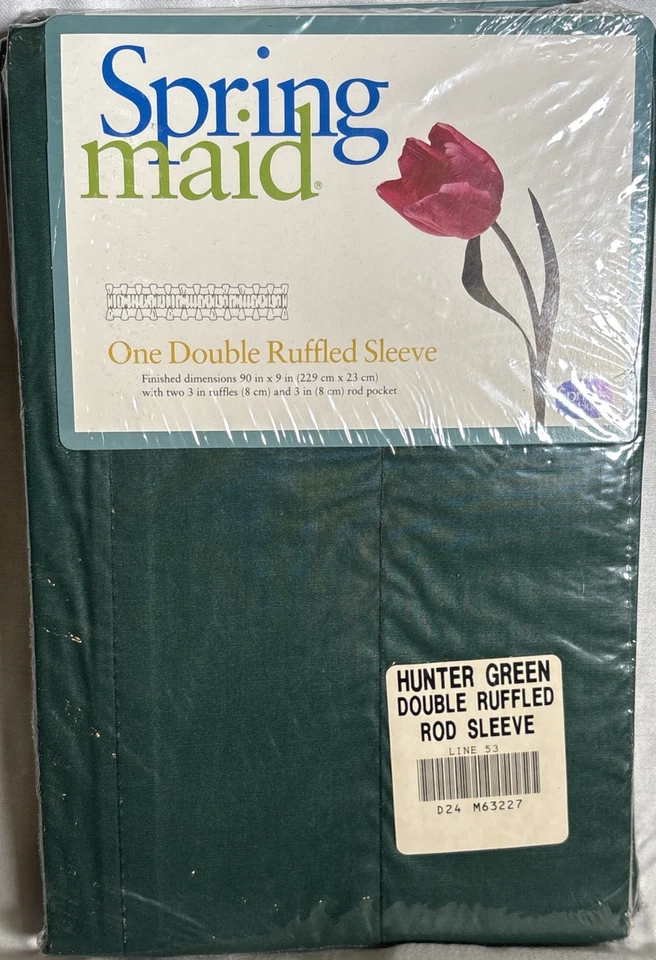 Spring
maid®
One Double Ruffled Sleeve
Finished dimensions 90 in x 9 in (229 cm x 23 cm)
with two 3 in ruffles (8 cm) and 3 in (8 cm) rod pocket
HUNTER GREEN
DOUBLE RUFFLED
ROD SLEEVE
LINE 53
D24 M63227